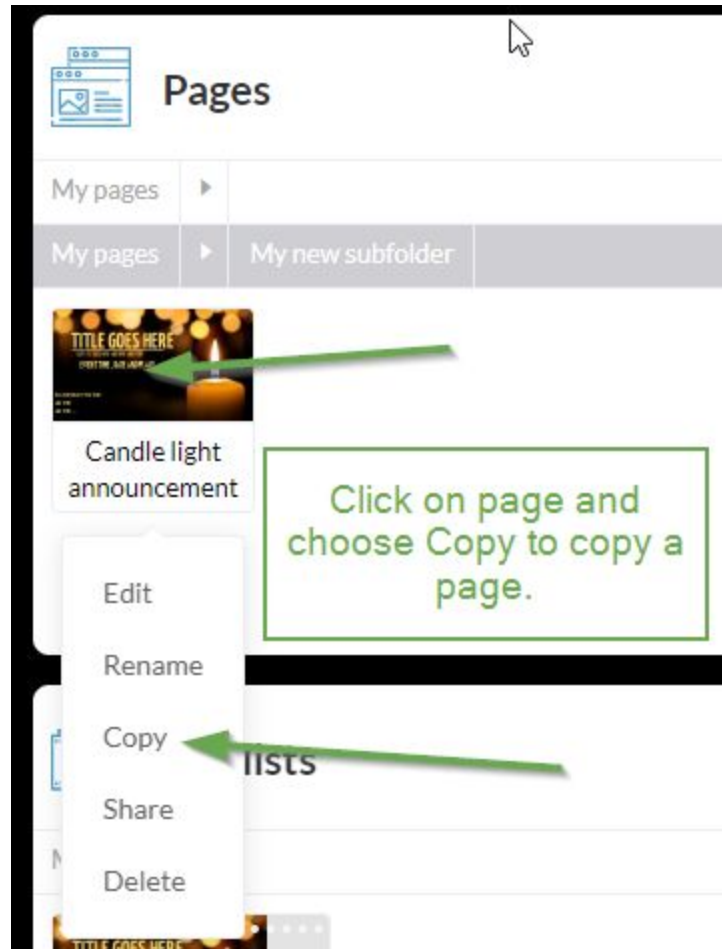 Pages
My pages
My pages My new subfolder
TITLE GOES HERE
Candle light
announcement
Click on page and
choose Copy to copy a
page.
Edit
Rename
Copy
lists
Share
Delete
TITLE GOES HERE